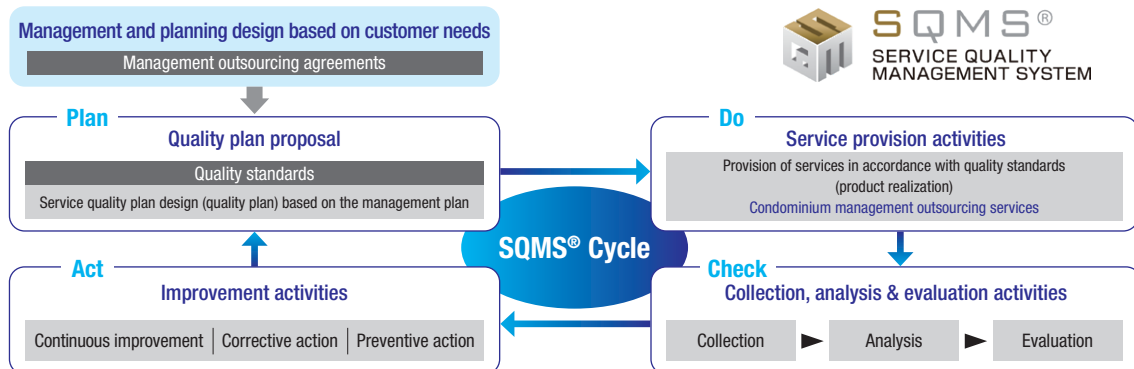 Management and planning design based on customer needs
Management outsourcing agreements
SQMS®
SERVICE QUALITY
MANAGEMENT SYSTEM
Plan
Quality plan proposal
Quality standards
Service quality plan design (quality plan) based on the management plan
Do
Service provision activities
Provision of services in accordance with quality standards
(product realization)
Condominium management outsourcing services
SQMS® Cycle
Act
Improvement activities
Continuous improvement
Corrective action
Preventive action
Check
Collection, analysis & evaluation activities
Collection
Analysis
Evaluation